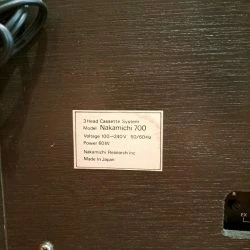 3 Head Cassette System
Model Nakamichi 700
Voltage 100~240V 50/60Hz
Power 60W
Nakamichi Research Inc
Made in Japan